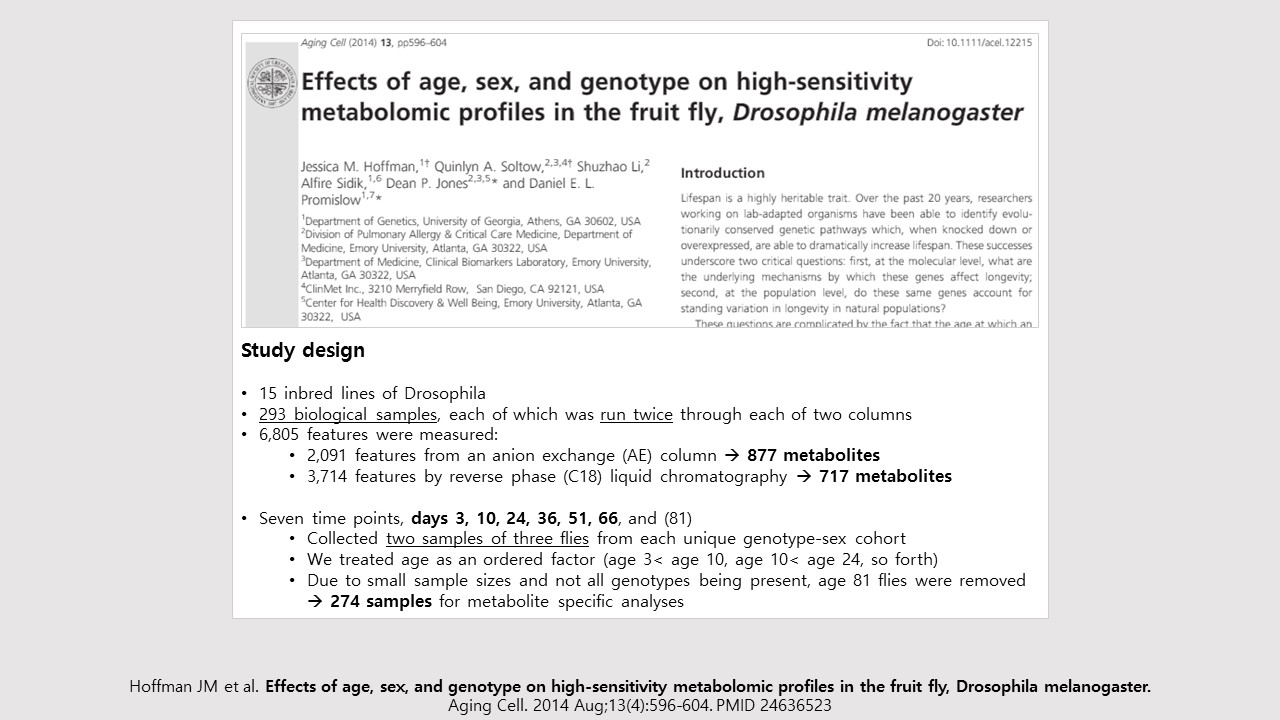 Aging Cell (2014) 13, pp596–604
Doi: 10.1111/acel.12215
Effects of age, sex, and genotype on high-sensitivity
metabolomic profiles in the fruit fly, Drosophila melanogaster
Jessica M. Hoffman,1† Quinlyn A. Soltow,2,3,4† Shuzhao Li,2
Alfire Sidik,1,6 Dean P. Jones2,3,5* and Daniel E. L.
Promislow1,7*
1Department of Genetics, University of Georgia, Athens, GA 30602, USA
2Division of Pulmonary Allergy & Critical Care Medicine, Department of
Medicine, Emory University, Atlanta, GA 30322, USA
3Department of Medicine, Clinical Biomarkers Laboratory, Emory University,
Atlanta, GA 30322, USA
4ClinMet Inc., 3210 Merryfield Row, San Diego, CA 92121, USA
5Center for Health Discovery & Well Being, Emory University, Atlanta, GA
30322, USA
Introduction
Lifespan is a highly heritable trait. Over the past 20 years, researchers
working on lab-adapted organisms have been able to identify evolu-
tionarily conserved genetic pathways which, when knocked down or
overexpressed, are able to dramatically increase lifespan. These successes
underscore two critical questions: first, at the molecular level, what are
the underlying mechanisms by which these genes affect longevity;
second, at the population level, do these same genes account for
standing variation in longevity in natural populations?
These questions are complicated by the fact that the age at which an
Study design
• 15 inbred lines of Drosophila
• 293 biological samples, each of which was run twice through each of two columns
• 6,805 features were measured:
• 2,091 features from an anion exchange (AE) column → 877 metabolites
• 3,714 features by reverse phase (C18) liquid chromatography → 717 metabolites
• Seven time points, days 3, 10, 24, 36, 51, 66, and (81)
• Collected two samples of three flies from each unique genotype-sex cohort
• We treated age as an ordered factor (age 3< age 10, age 10< age 24, so forth)
• Due to small sample sizes and not all genotypes being present, age 81 flies were removed
→ 274 samples for metabolite specific analyses
Hoffman JM et al. Effects of age, sex, and genotype on high-sensitivity metabolomic profiles in the fruit fly, Drosophila melanogaster.
Aging Cell. 2014 Aug;13(4):596-604. PMID 24636523